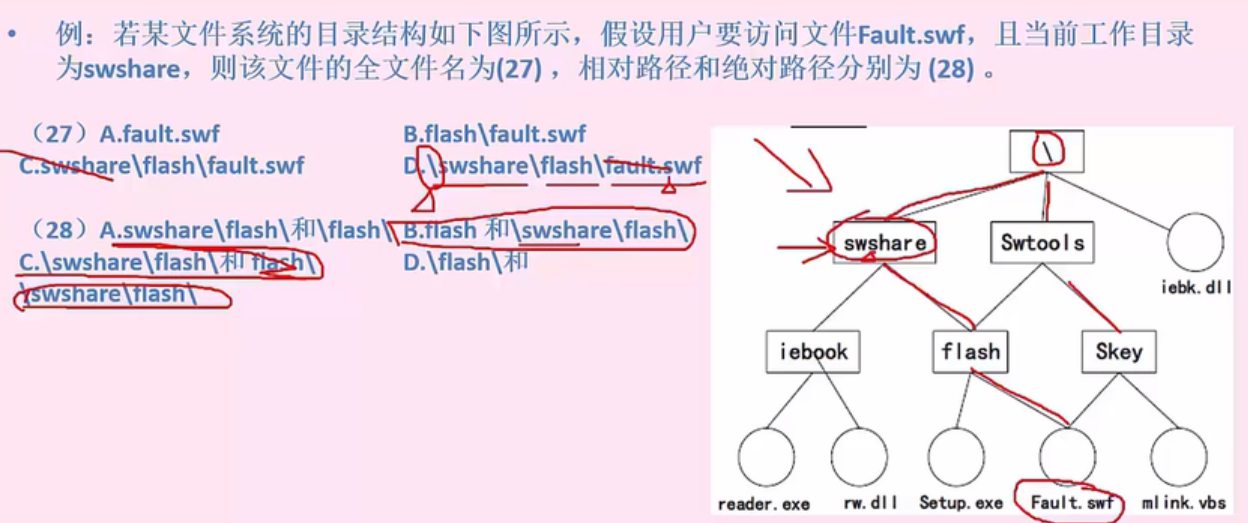 • 例：若某文件系统的目录结构如下图所示，假设用户要访问文件Fault.swf，且当前工作目录
为swshare，则该文件的全文件名为(27) ，相对路径和绝对路径分别为 (28) 。
（27）A.fault.swf B.flash\fault.swf
C.swshare\flash\fault.swf D.\swshare\flash\fault.swf
（28）A.swshare\flash\和\flash\ B.flash 和\swshare\flash\
C.\swshare\flash\和 flash\ D.\flash\和
\swshare\flash\
\
swshare Swtools
iebk.dll
iebook flash Skey
reader.exe rw.dll Setup.exe Fault.swf mlink.vbs